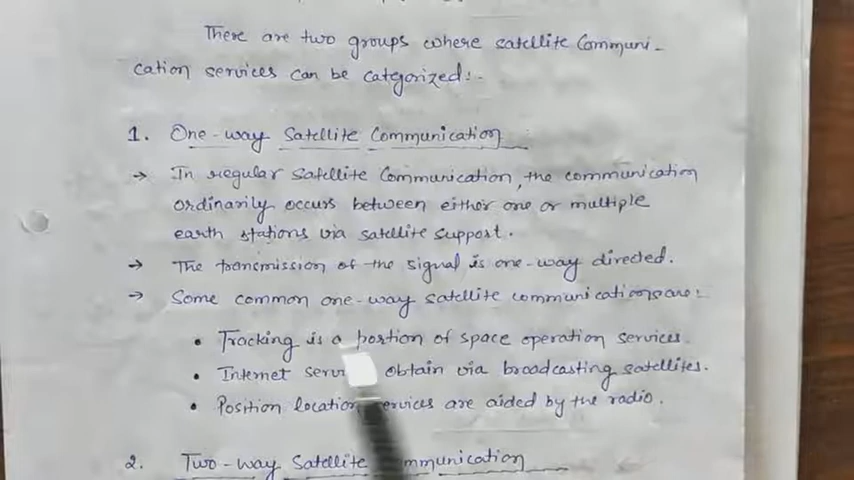 There are two groups where satellite Communi-
cation services can be categorized:-
1. One-way Satellite Communication
→ In regular satellite Communication, the communication
ordinarily occurs between either one or multiple
earth stations via satellite support.
→ The transmission of the signal is one-way directed.
→ Some common one-way satellite communications are:
• Tracking is a portion of space operation services.
• Internet obtain via broadcasting satellites.
• Position location are aided by the radio.
2. Two-way Satellite